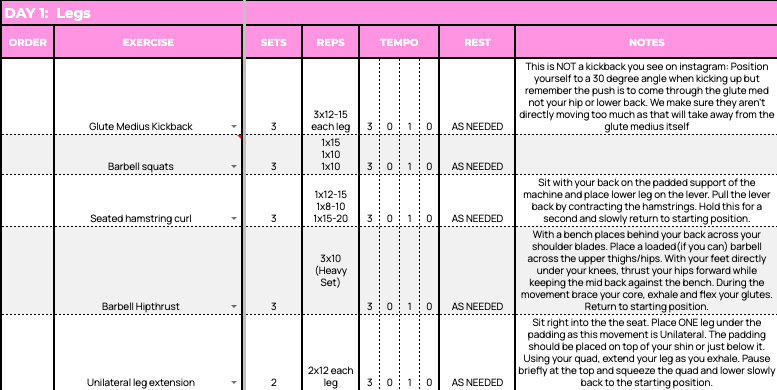 DAY 1: Legs
ORDER EXERCISE SETS REPS TEMPO REST NOTES
This is NOT a kickback you see on instagram: Position
yourself to a 30 degree angle when kicking up but
remember the push is to come through the glute med
not your hip or lower back. We make sure they aren't
directly moving too much as that will take away from the
glute medius itself
3x12-15
each leg
Glute Medius Kickback 3 3 0 1 0 AS NEEDED
1x15
1x10
1x10
Barbell squats 3 3 0 1 0 AS NEEDED
Sit with your back on the padded support of the
machine and place lower leg on the lever. Pull the lever
back by contracting the hamstrings. Hold this for a
second and slowly return to starting position.
1x12-15
1x8-10
1x15-20
Seated hamstring curl 3 3 0 1 0 AS NEEDED
With a bench places behind your back across your
shoulder blades. Place a loaded(if you can) barbell
across the upper thighs/hips. With your feet directly
under your knees, thrust your hips forward while
keeping the mid back against the bench. During the
movement brace your core, exhale and flex your glutes.
Return to starting position.
3x10
(Heavy
Set)
Barbell Hipthrust 3 3 0 1 0 AS NEEDED
Sit right into the the seat. Place ONE leg under the
padding as this movement is Unilateral. The padding
should be placed on top of your shin or just below it.
Using your quad, extend your leg as you exhale. Pause
briefly at the top and squeeze the quad and lower slowly
back to the starting position.
2x12 each
leg
Unilateral leg extension 2 3 0 1 0 AS NEEDED